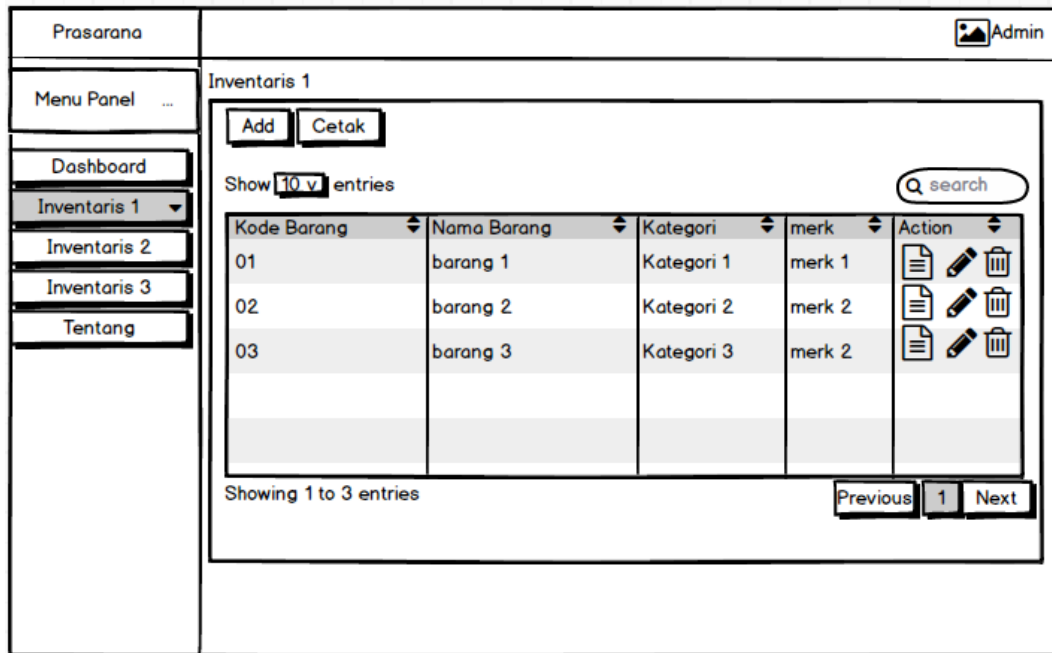 Prasarana
Admin
Menu Panel ...
Dashboard
Inventaris 1
Inventaris 2
Inventaris 3
Tentang
Inventaris 1
Add Cetak
Show 10 v entries
search
Kode Barang Nama Barang Kategori merk Action
01 barang 1 Kategori 1 merk 1
02 barang 2 Kategori 2 merk 2
03 barang 3 Kategori 3 merk 2
Showing 1 to 3 entries
Previous 1 Next